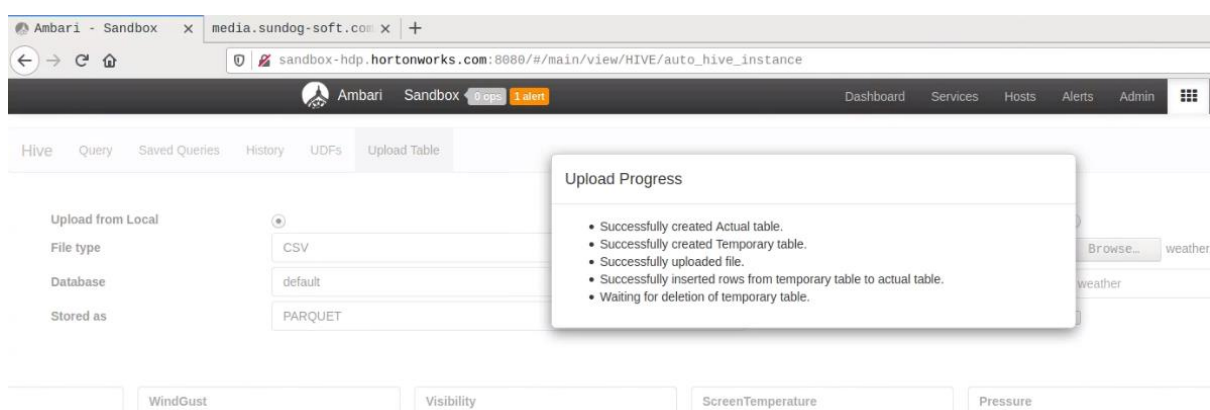 Ambari - Sandbox x media.sundog-soft.com x +
sandbox-hdp.hortonworks.com:8080/#/main/view/HIVE/auto_hive_instance
Ambari Sandbox 0 ops 1 alert Dashboard Services Hosts Alerts Admin
Hive Query Saved Queries History UDFs Upload Table
Upload Progress
• Successfully created Actual table.
• Successfully created Temporary table.
• Successfully uploaded file.
• Successfully inserted rows from temporary table to actual table.
• Waiting for deletion of temporary table.
Upload from Local
File type CSV Browse… weather
Database default weather
Stored as PARQUET
WindGust Visibility ScreenTemperature Pressure